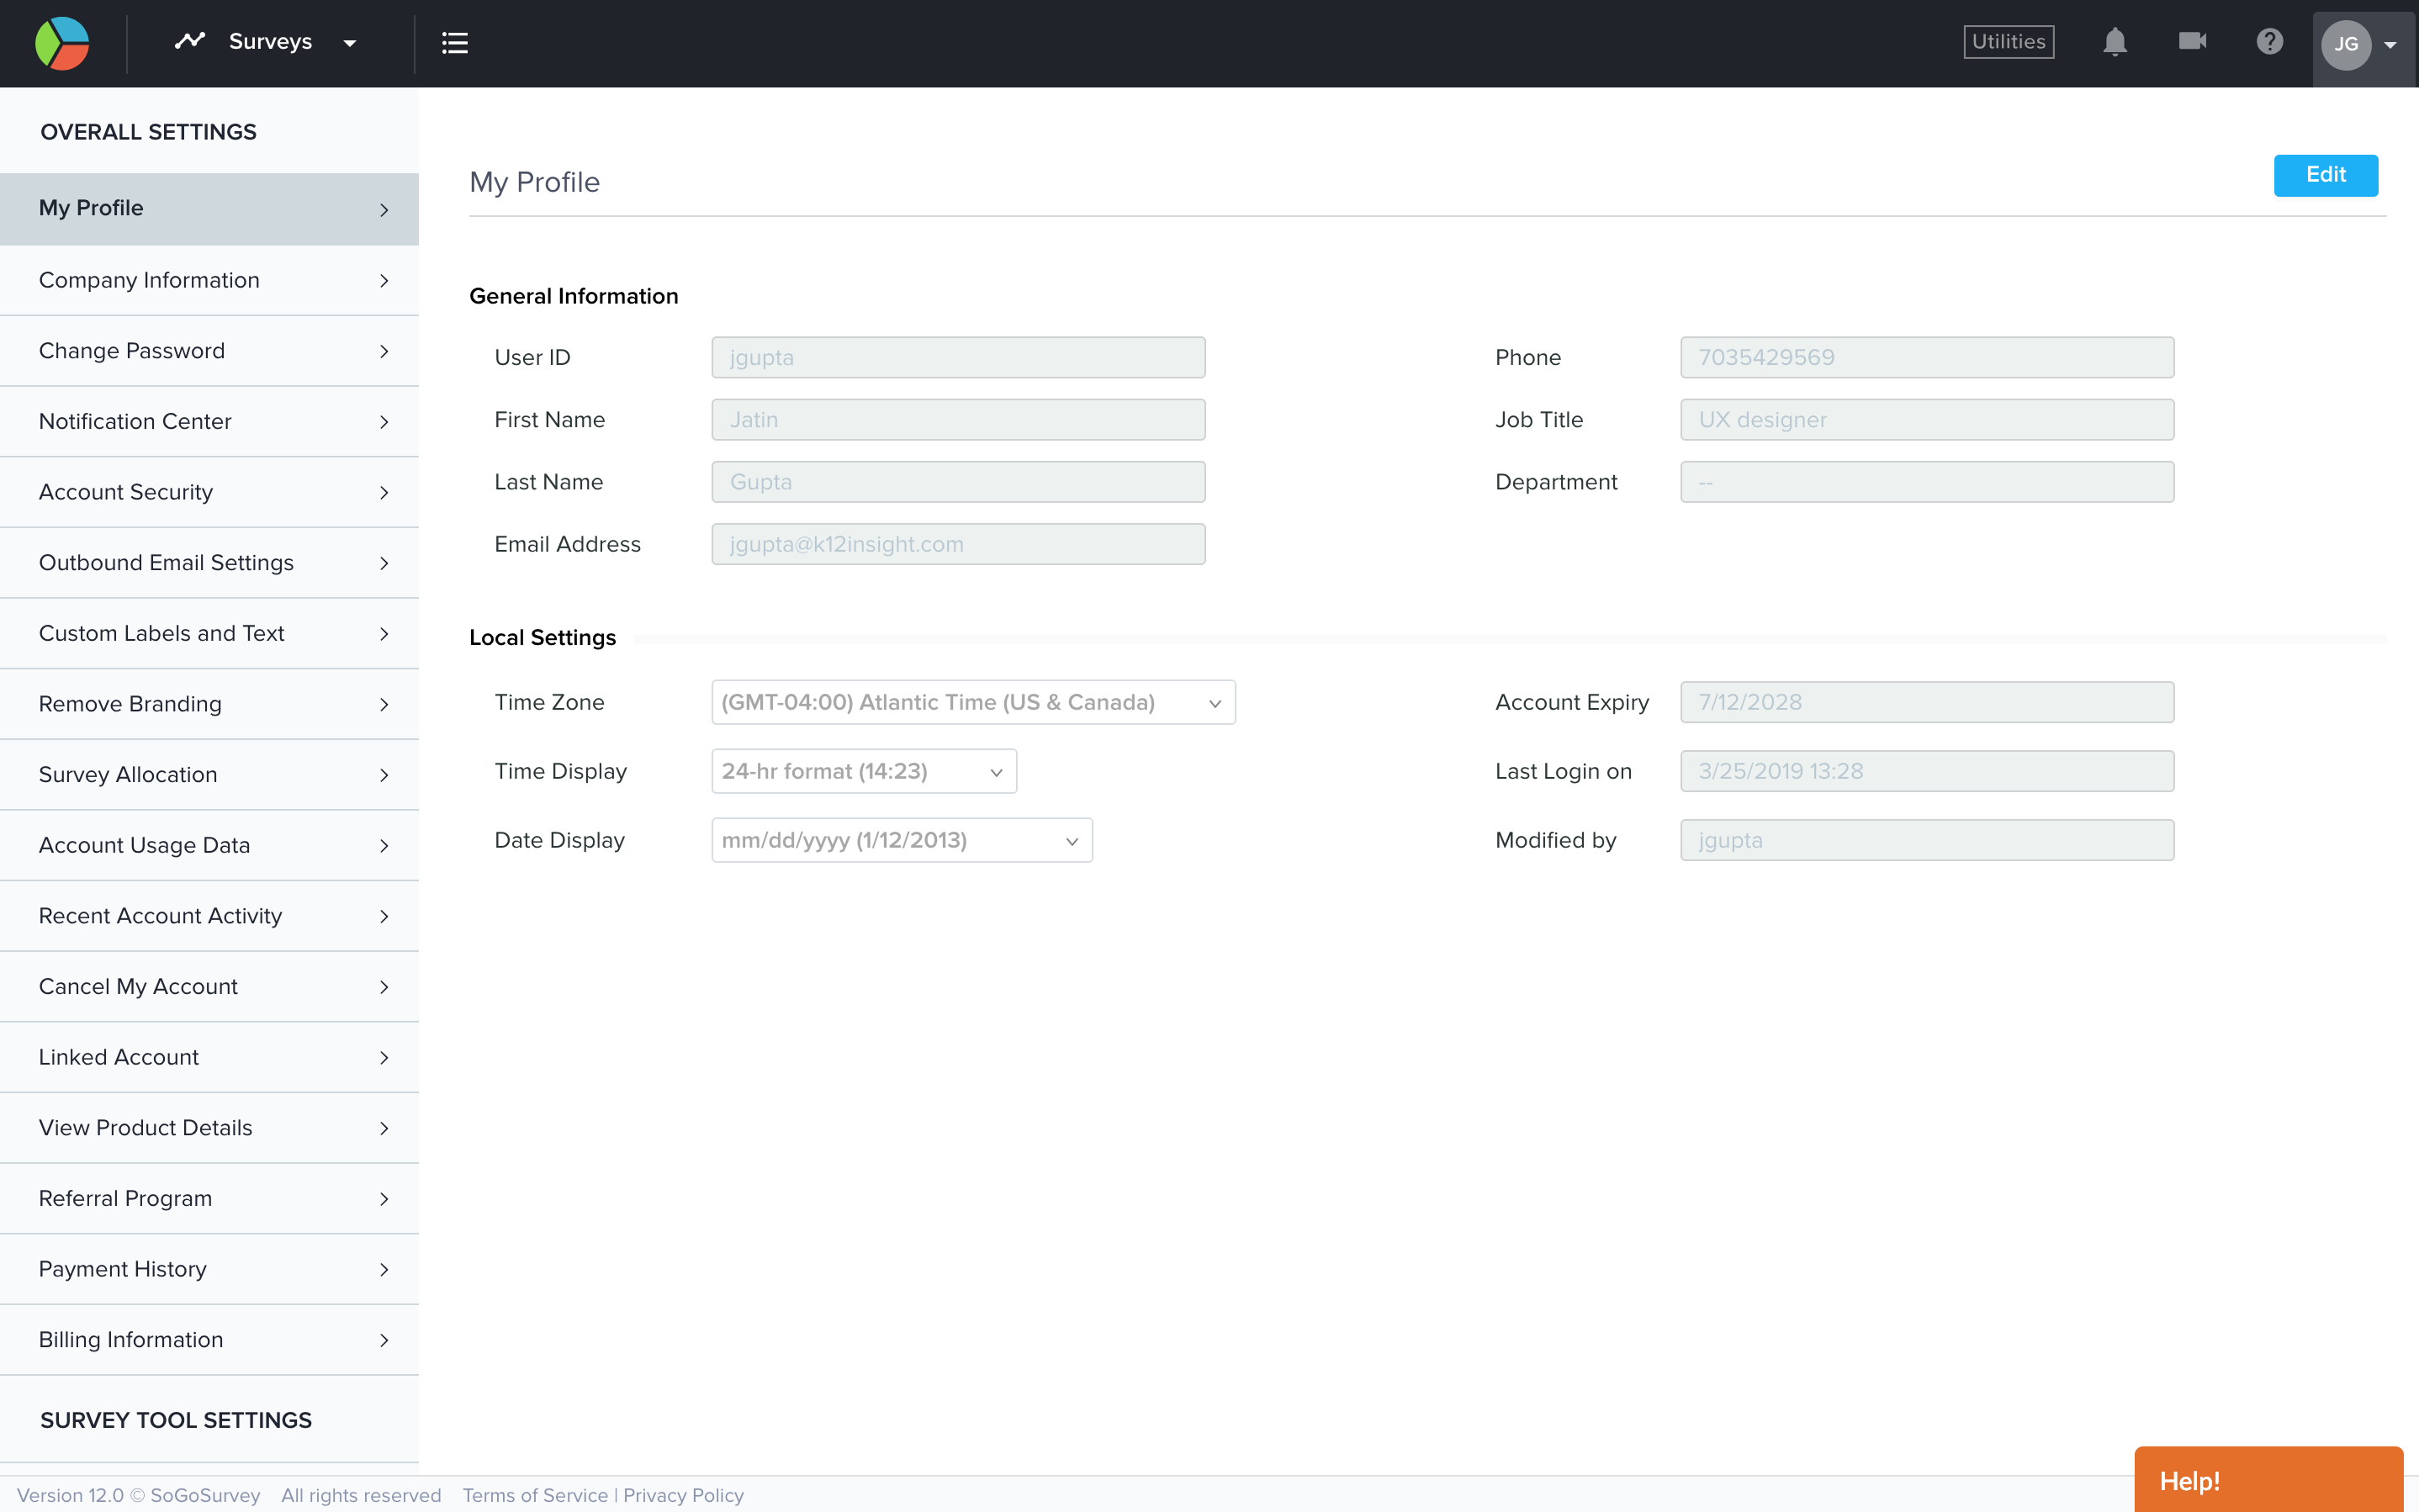 Surveys
Utilities
JG
OVERALL SETTINGS
My Profile
Company Information
Change Password
Notification Center
Account Security
Outbound Email Settings
Custom Labels and Text
Remove Branding
Survey Allocation
Account Usage Data
Recent Account Activity
Cancel My Account
Linked Account
View Product Details
Referral Program
Payment History
Billing Information
SURVEY TOOL SETTINGS
My Profile
Edit
General Information
User ID jgupta
Phone 7035429569
First Name Jatin
Job Title UX designer
Last Name Gupta
Department --
Email Address jgupta@k12insight.com
Local Settings
Time Zone (GMT-04:00) Atlantic Time (US & Canada)
Account Expiry 7/12/2028
Time Display 24-hr format (14:23)
Last Login on 3/25/2019 13:28
Date Display mm/dd/yyyy (1/12/2013)
Modified by jgupta
Help!
Version 12.0 © SoGoSurvey All rights reserved Terms of Service | Privacy Policy